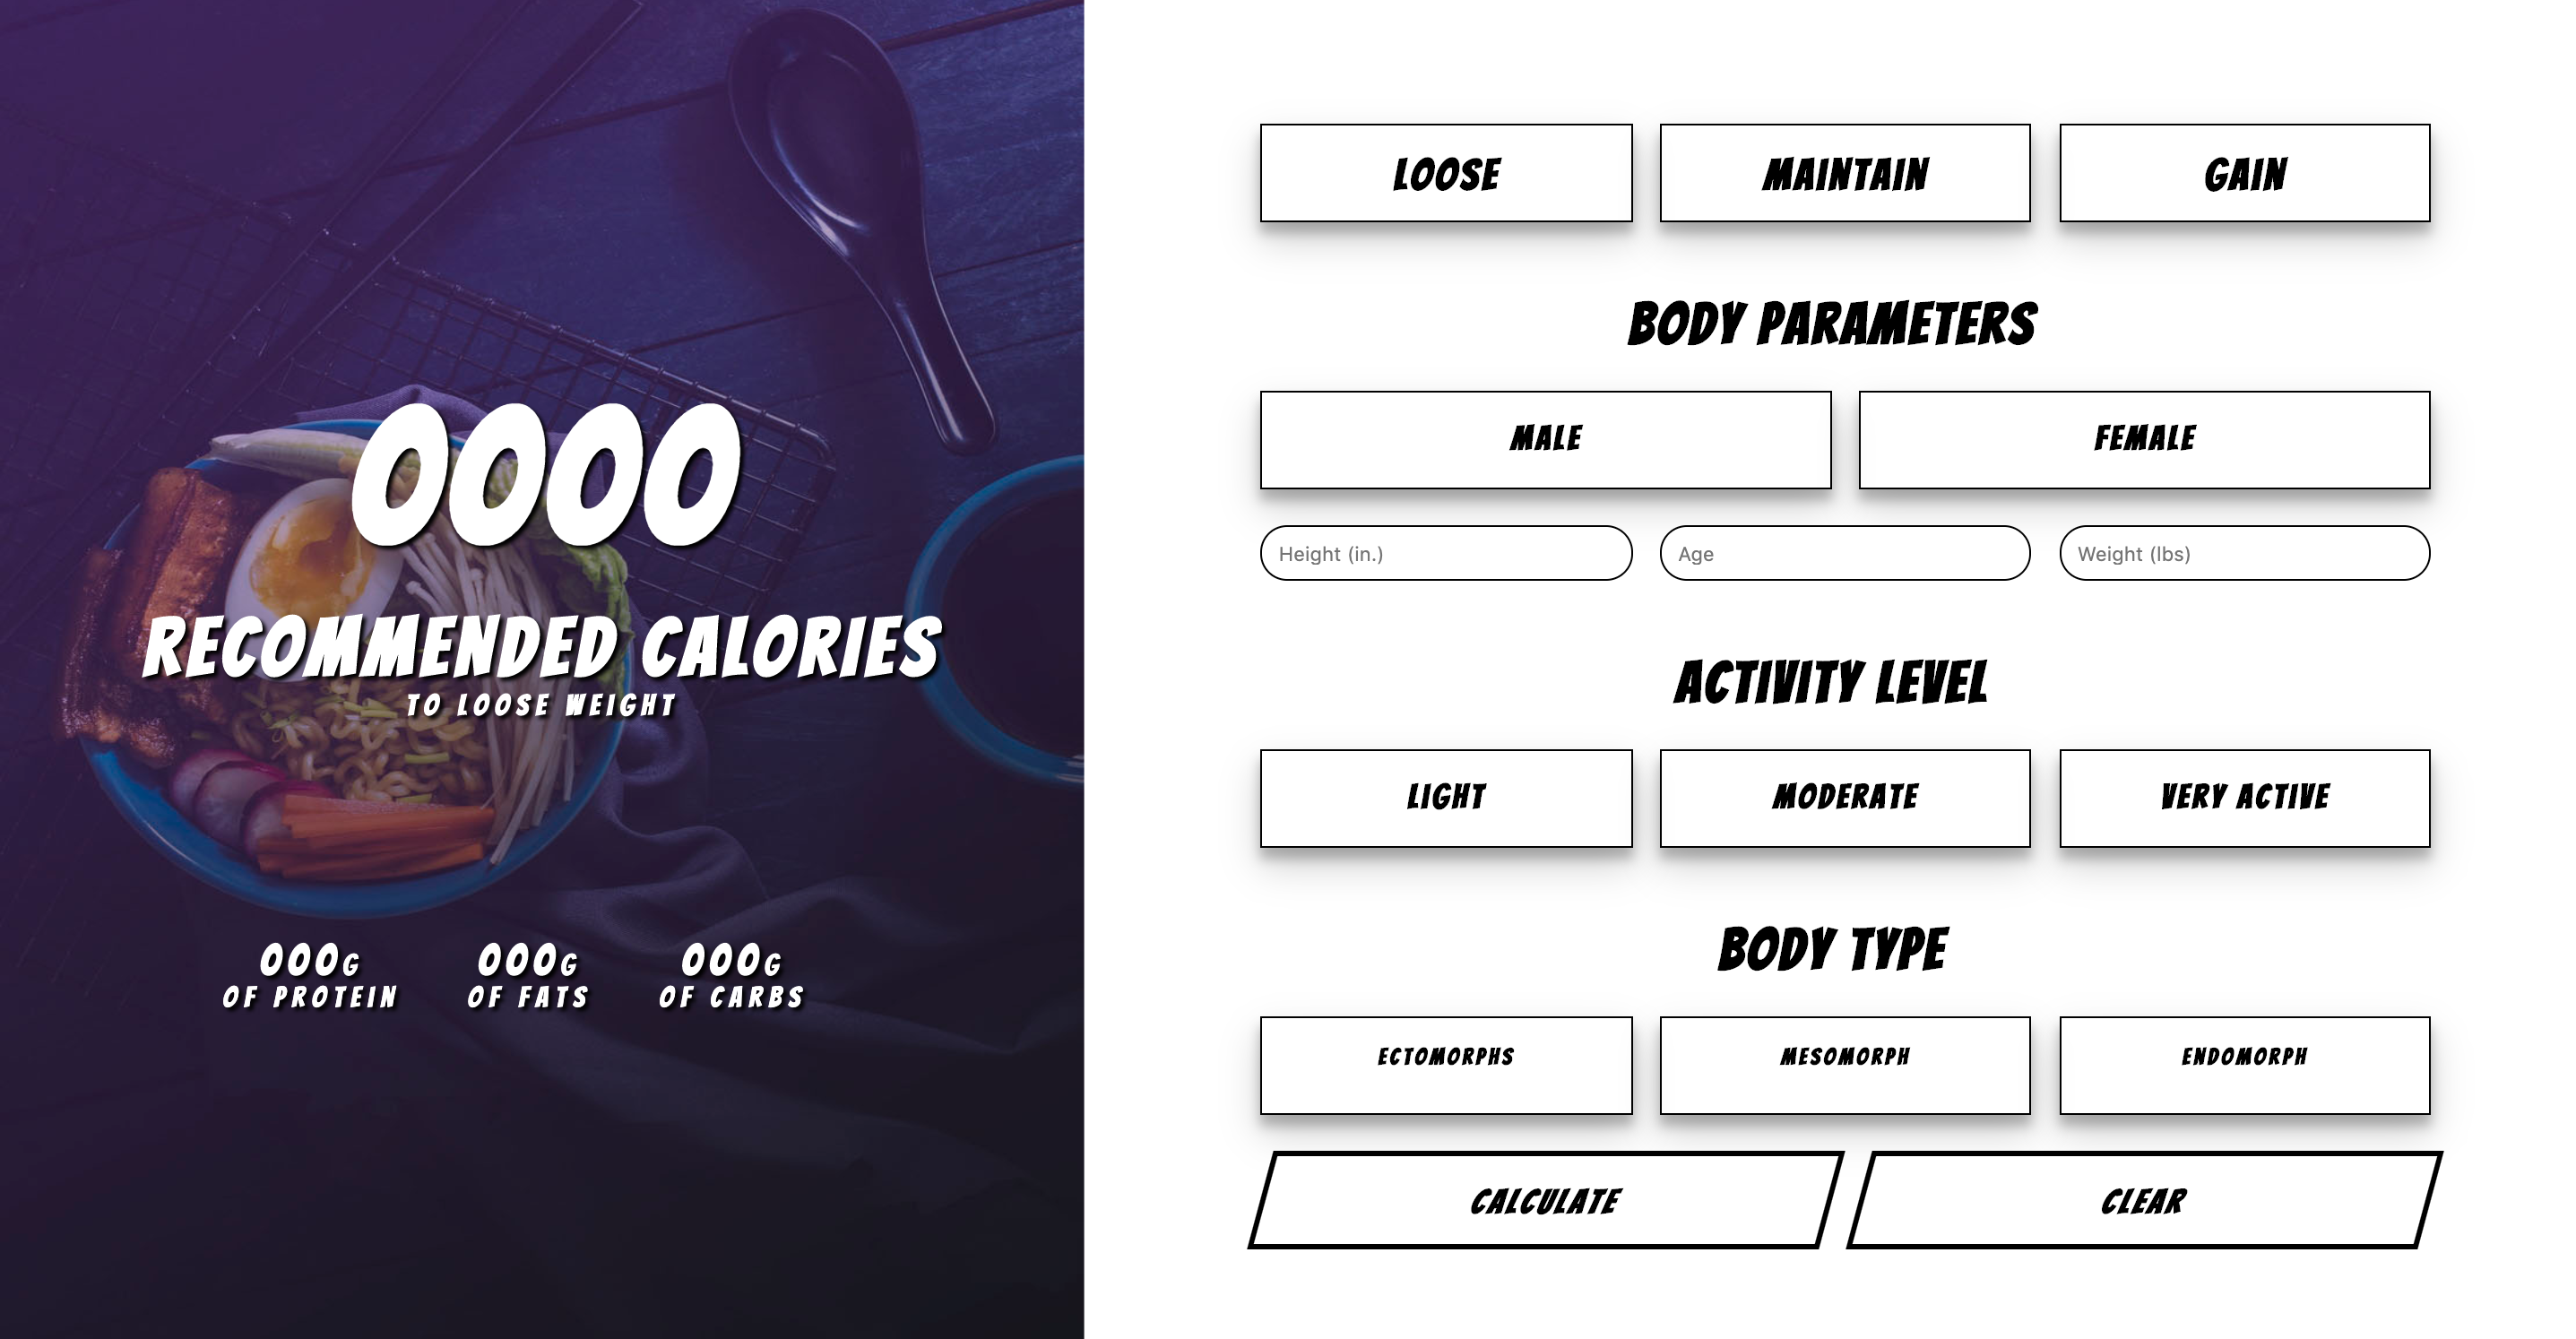 0000
RECOMMENDED CALORIES
TO LOOSE WEIGHT
000G 000G 000G
OF PROTEIN OF FATS OF CARBS
LOOSE MAINTAIN GAIN
BODY PARAMETERS
MALE FEMALE
Height (in.) Age Weight (lbs)
ACTIVITY LEVEL
LIGHT MODERATE VERY ACTIVE
BODY TYPE
ECTOMORPHS MESOMORPH ENDOMORPH
CALCULATE CLEAR